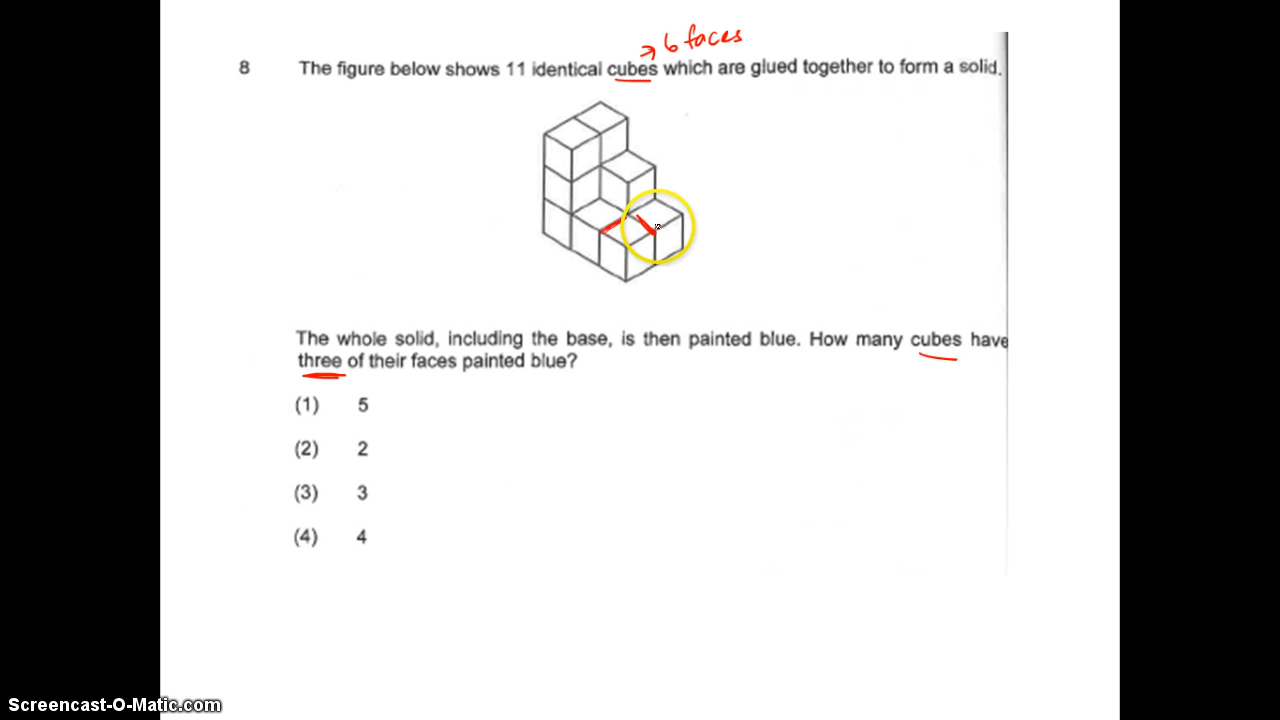 → 6 faces
8 The figure below shows 11 identical cubes which are glued together to form a solid.
The whole solid, including the base, is then painted blue. How many cubes have
three of their faces painted blue?
(1) 5
(2) 2
(3) 3
(4) 4
Screencast-O-Matic.com